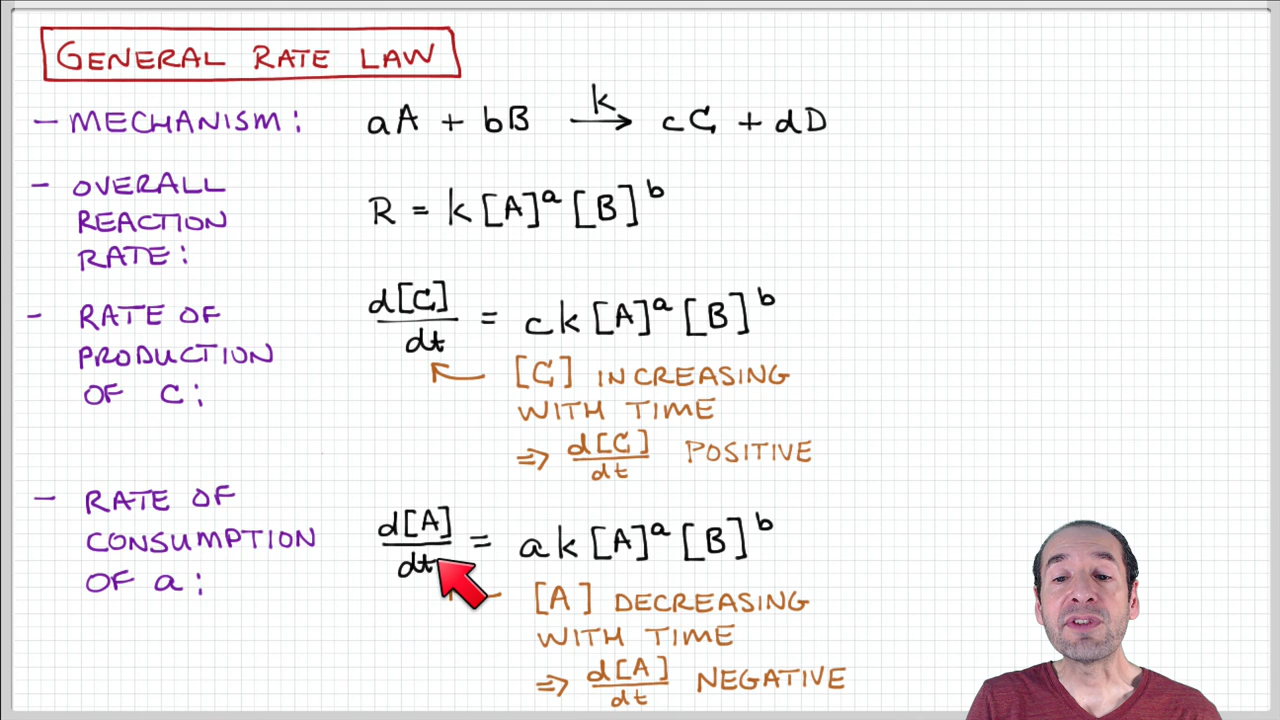 GENERAL RATE LAW
- MECHANISM: aA + bB →k cC + dD
- OVERALL
REACTION
RATE:
R = k[A]^a[B]^b
- RATE OF
PRODUCTION
OF C:
d[C]/dt = ck[A]^a[B]^b
[C] INCREASING
WITH TIME
⇒ d[C]/dt POSITIVE
- RATE OF
CONSUMPTION
OF a:
d[A]/dt = ak[A]^a[B]^b
[A] DECREASING
WITH TIME
⇒ d[A]/dt NEGATIVE